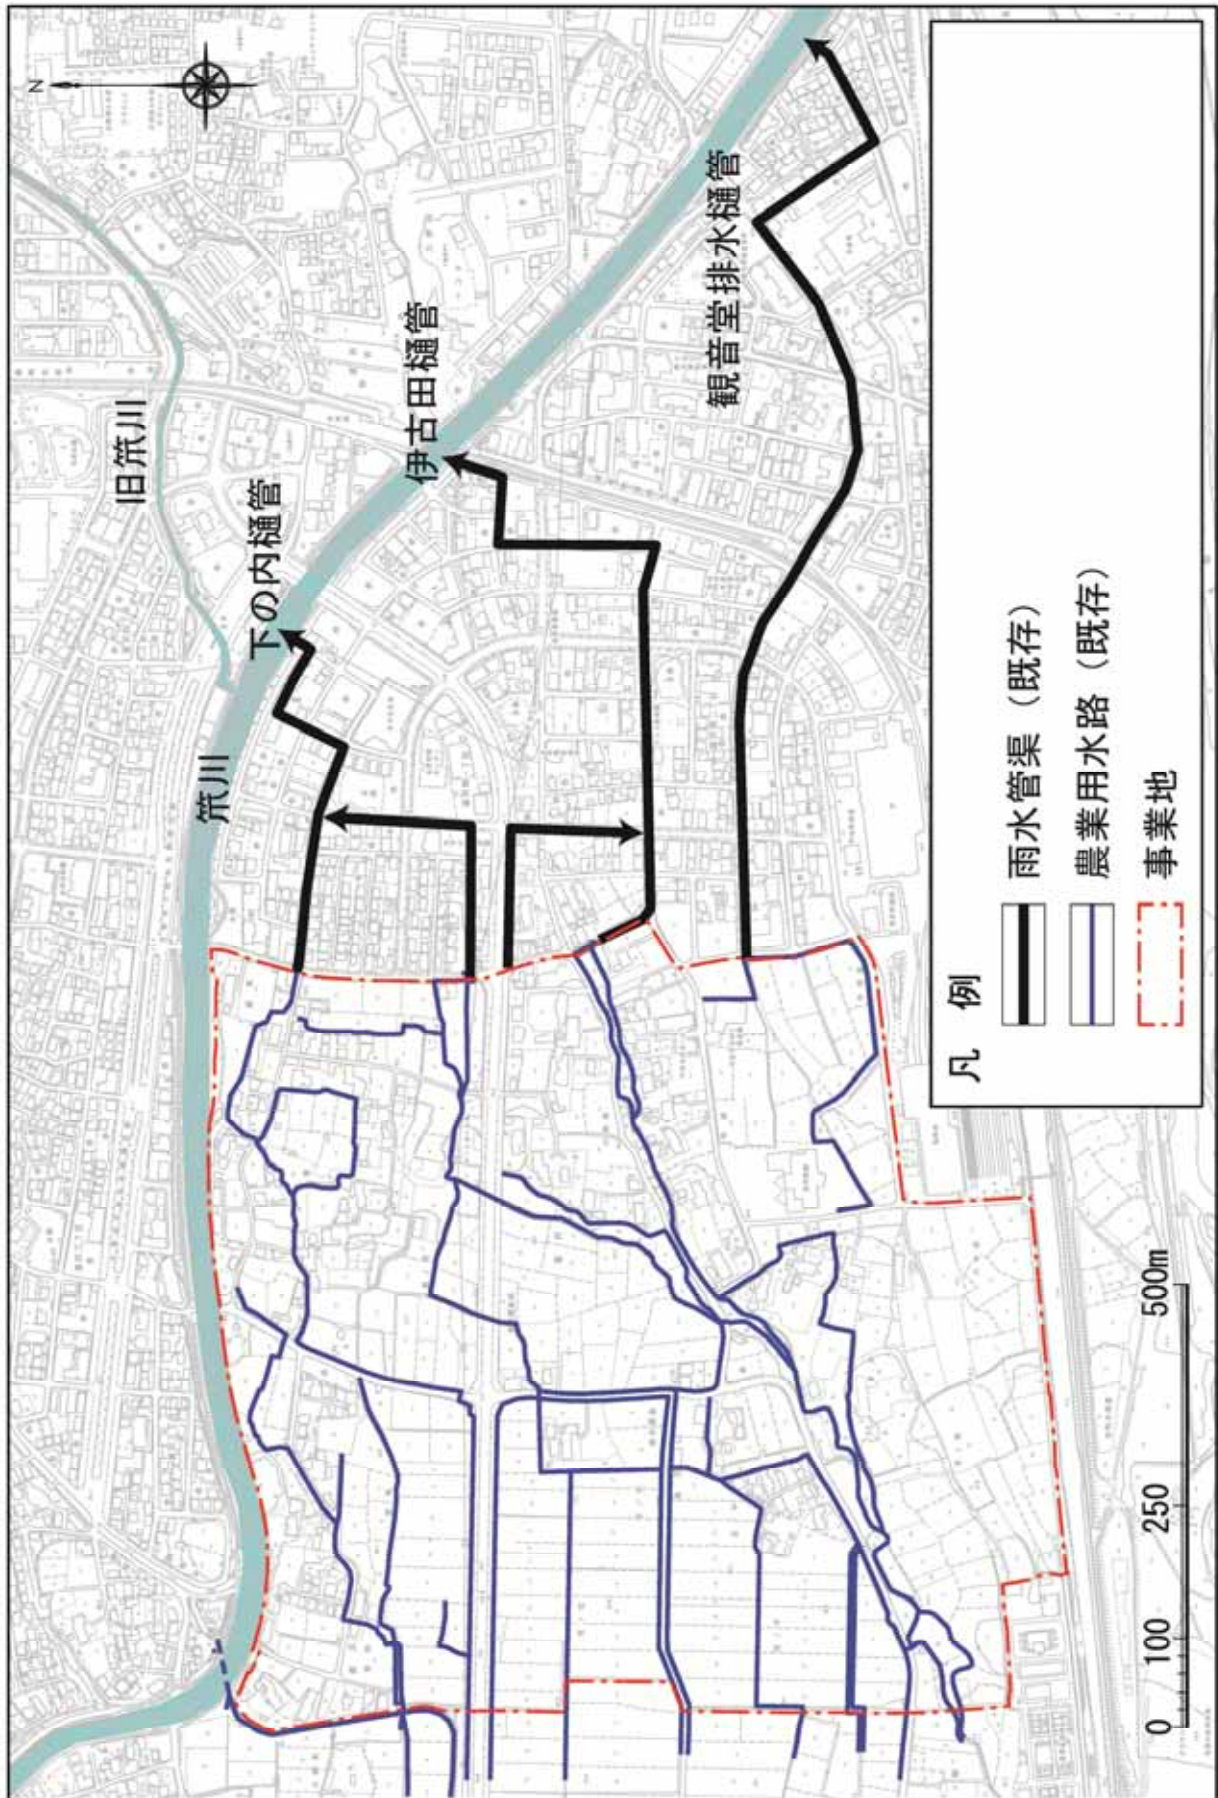 N
旧笊川
下の内樋管
笊川
伊古田樋管
観音堂排水樋管
凡 例
雨水管渠（既存）
農業用水路（既存）
事業地
0 100 250 500m